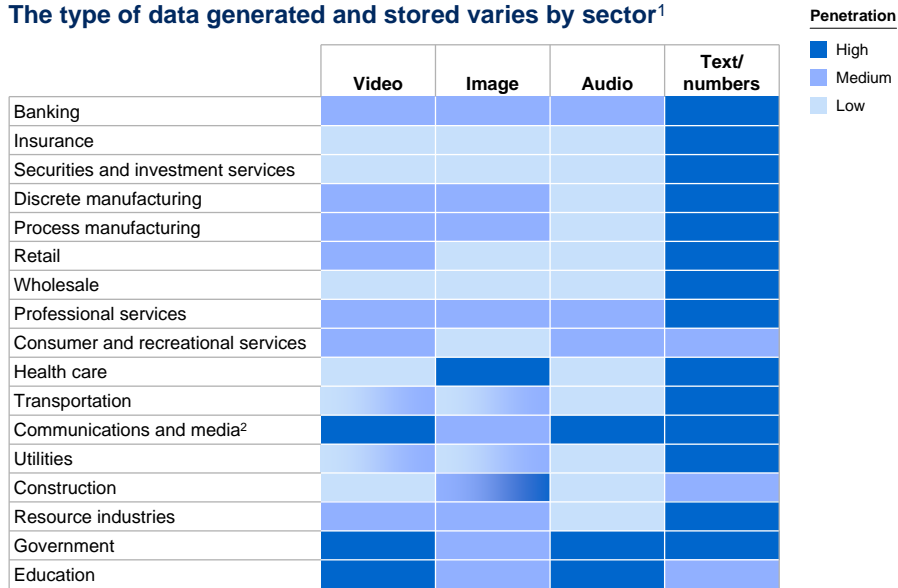 The type of data generated and stored varies by sector1
Penetration
High
Medium
Low
Video Image Audio Text/
numbers
Banking
Insurance
Securities and investment services
Discrete manufacturing
Process manufacturing
Retail
Wholesale
Professional services
Consumer and recreational services
Health care
Transportation
Communications and media2
Utilities
Construction
Resource industries
Government
Education